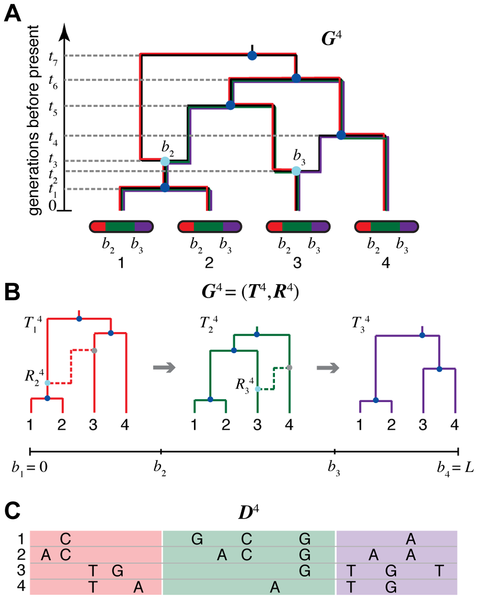 A
G⁴
generations before present
t₇
t₆
t₅
t₄
t₃
t₂
t₁
0
b₂
b₃
b₂ b₃ b₂ b₃ b₂ b₃ b₂ b₃
1 2 3 4
B
G⁴ = (T⁴, R⁴)
T₁⁴ T₂⁴ T₃⁴
R₂⁴ R₃⁴
1 2 3 4 1 2 3 4 1 2 3 4
b₁ = 0 b₂ b₃ b₄ = L
C
D⁴
1 C G C G A
2 A C A C G A A
3 T G G T G T
4 T A A T G